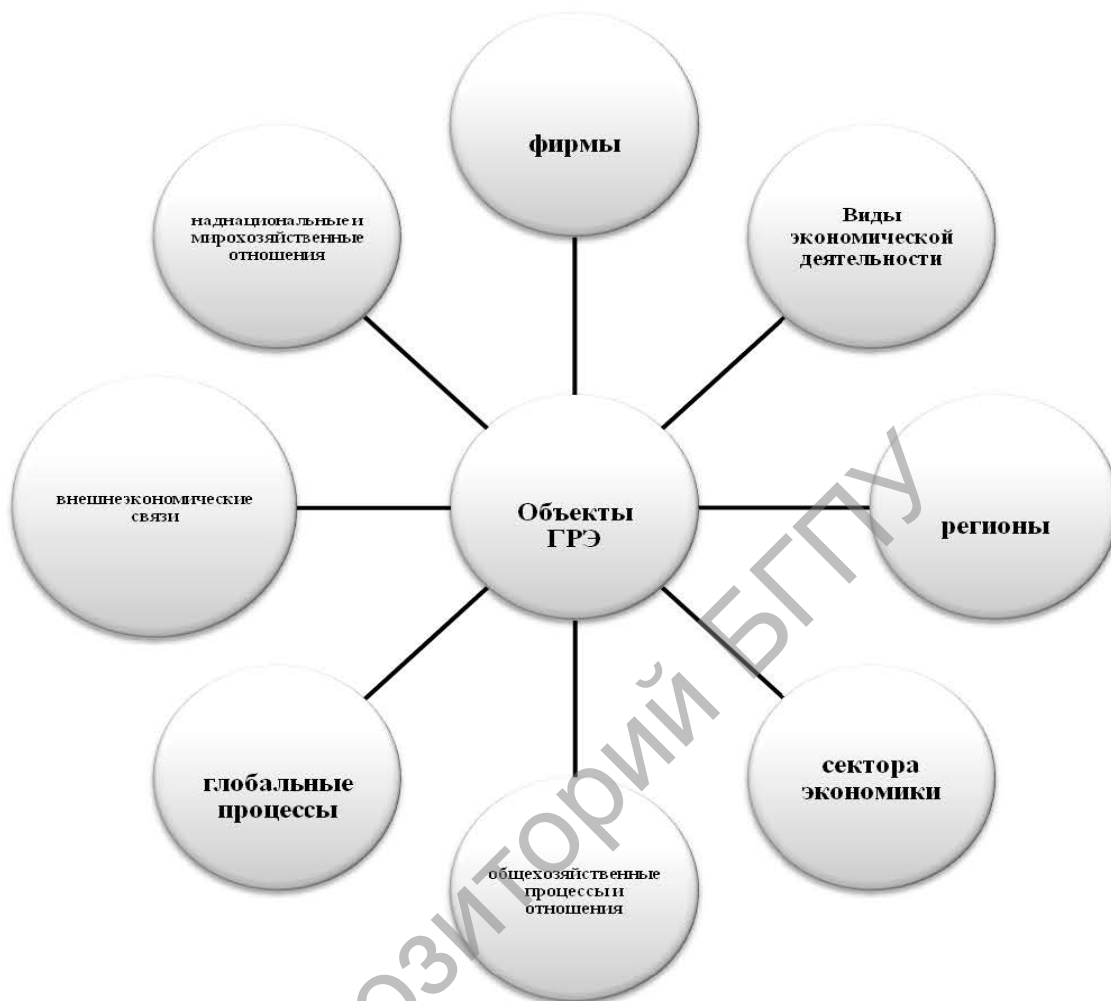 фирмы
Виды
экономической
деятельности
регионы
сектора
экономики
общехозяйственные
процессы и
отношения
глобальные
процессы
внешнеэкономические
связи
наднациональные и
мирохозяйственные
отношения
Объекты
ГРЭ
озиторий БГПУ